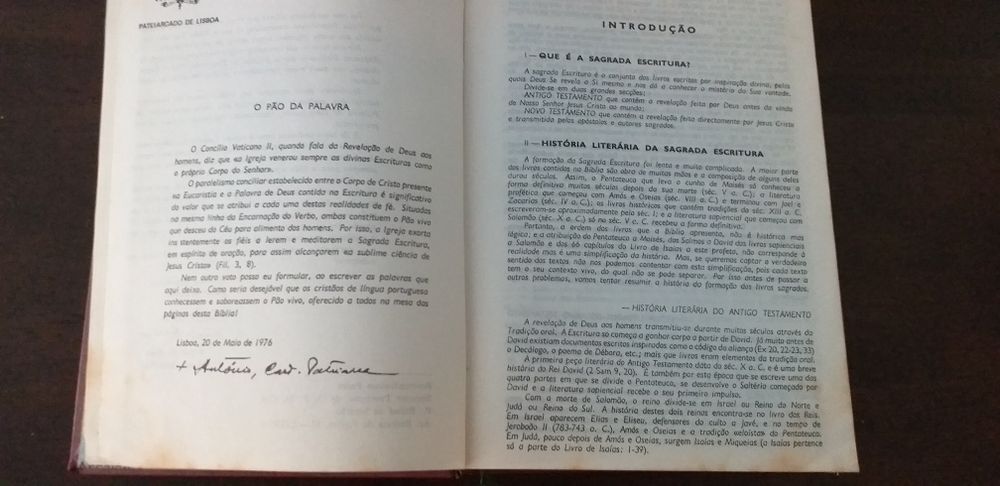 PATRIARCADO DE LISBOA
O PÃO DA PALAVRA
O Concílio Vaticano II, quando fala da Revelação de Deus aos
homens, diz que «a Igreja venerou sempre as divinas Escrituras como
o próprio Corpo do Senhor».
O paralelismo conciliar estabelecido entre o Corpo de Cristo presente
na Eucaristia e a Palavra de Deus contida na Escritura é significativo
do valor que se atribui a cada uma destas realidades de fé. Situadas
na mesma linha da Encarnação do Verbo, ambas constituem o Pão vivo
que desceu do Céu para alimento dos homens. Por isso, a Igreja exorta
instentemente os fiéis a lerem e meditarem a Sagrada Escritura,
em espírito de oração, para assim alcançarem «a sublime ciência de
Jesus Cristo» (Fil. 3, 8).
Nem outro voto posso eu formular, ao escrever as palavras que
aqui deixo. Como seria desejável que os cristãos de língua portuguesa
conhecessem e saboreassem o Pão vivo, oferecido a todos na mesa das
páginas desta Bíblia!
Lisboa, 20 de Maio de 1976
+ António, Card. Patriarca
INTRODUÇÃO
I — QUE É A SAGRADA ESCRITURA?
A sagrada Escritura é o conjunto dos livros escritos por inspiração divina, pelos
quais Deus Se revela a Si mesmo e nos dá a conhecer o mistério da Sua vontade.
Divide-se em duas grandes secções:
ANTIGO TESTAMENTO que contém a revelação feita por Deus antes da vinda
de Nosso Senhor Jesus Cristo ao mundo;
NOVO TESTAMENTO que contém a revelação feita directamente por Jesus Cristo
e transmitida pelos apóstolos e autores sagrados.
II — HISTÓRIA LITERÁRIA DA SAGRADA ESCRITURA
A formação da Sagrada Escritura foi lenta e muito complicada. A maior parte
dos livros contidos na Bíblia são obra de muitas mãos e a composição de alguns deles
durou séculos. Assim, o Pentateuco que leva o cunho de Moisés só conheceu a
forma definitiva muitos séculos depois da sua morte (séc. V a. C.); a literatura
profética que começou com Amós e Oseias (séc. VIII a. C.) e terminou com Joel e
Zacarias (séc. IV a. C.); os livros históricos que contêm tradições do séc. XIII a. C.
escreveram-se aproximadamente pelo séc. I; e a literatura sapiencial que começou com
Salomão (séc. X a. C.) só no séc. V a. C. recebeu a forma definitiva.
Portanto, a ordem dos livros que a Bíblia apresenta, não é histórica mas
lógica; e a atribuição do Pentateuco a Moisés, dos Salmos a David dos livros sapienciais
a Salomão e dos 66 capítulos do Livro de Isaías a este profeta, não corresponde à
realidade mas é uma simplificação da história. Mas, se queremos captar o verdadeiro
sentido dos textos não nos podemos contentar com esta simplificação, pois cada texto
tem o seu contexto vivo, do qual não se pode separar. Por isso antes de passar a
outros problemas, vamos tentar resumir a história da formação dos livros sagrados.
— HISTÓRIA LITERÁRIA DO ANTIGO TESTAMENTO
A revelação de Deus aos homens transmitiu-se durante muitos séculos através da
Tradição oral. A Escritura só começa a ganhar corpo a partir de David. Já muito antes de
David existiam documentos escritos inspirados como o código da aliança (Ex 20, 22-23, 33)
o Decálogo, o poema de Débora, etc.; mais que livros eram elementos da tradição oral.
A primeira peça literária do Antigo Testamento data do séc. X a. C. e é uma breve
história do Rei David (2 Sam 9, 20). É também por esta época que se escreve uma das
quatro partes em que se divide o Pentateuco, se desenvolve o Saltério começado por
David e a literatura sapiencial recebe o seu primeiro impulso.
Com a morte de Salomão, o reino divide-se em Israel ou Reino do Norte e
Judá ou Reino do Sul. A história destes dois reinos encontra-se no livro dos Reis.
Em Israel aparecem Elias e Eliseu, defensores do culto a Javé, e no tempo de
Jeroboão II (783-743 a. C.), Amós e Oseias e a tradição «eloísta» do Pentateuco.
Em Judá, pouco depois de Amós e Oseias, surgem Isaías e Miqueias (a Isaías pertence
só a parte do Livro de Isaías: 1-39).